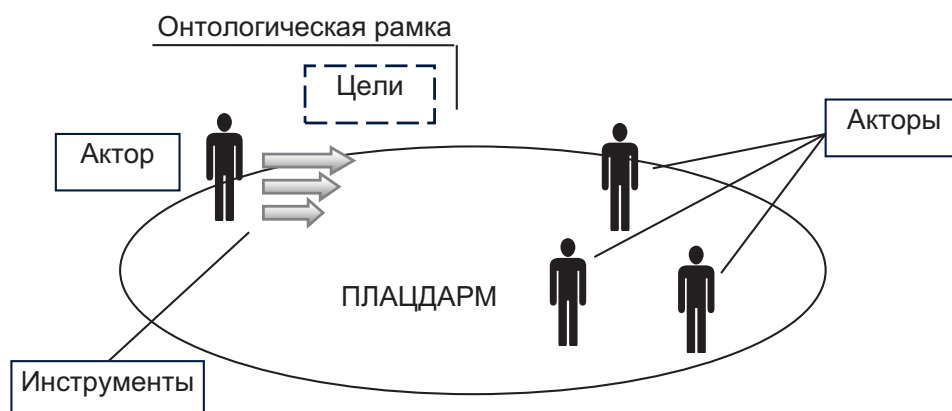 Онтологическая рамка
Цели
Актор
Акторы
ПЛАЦДАРМ
Инструменты